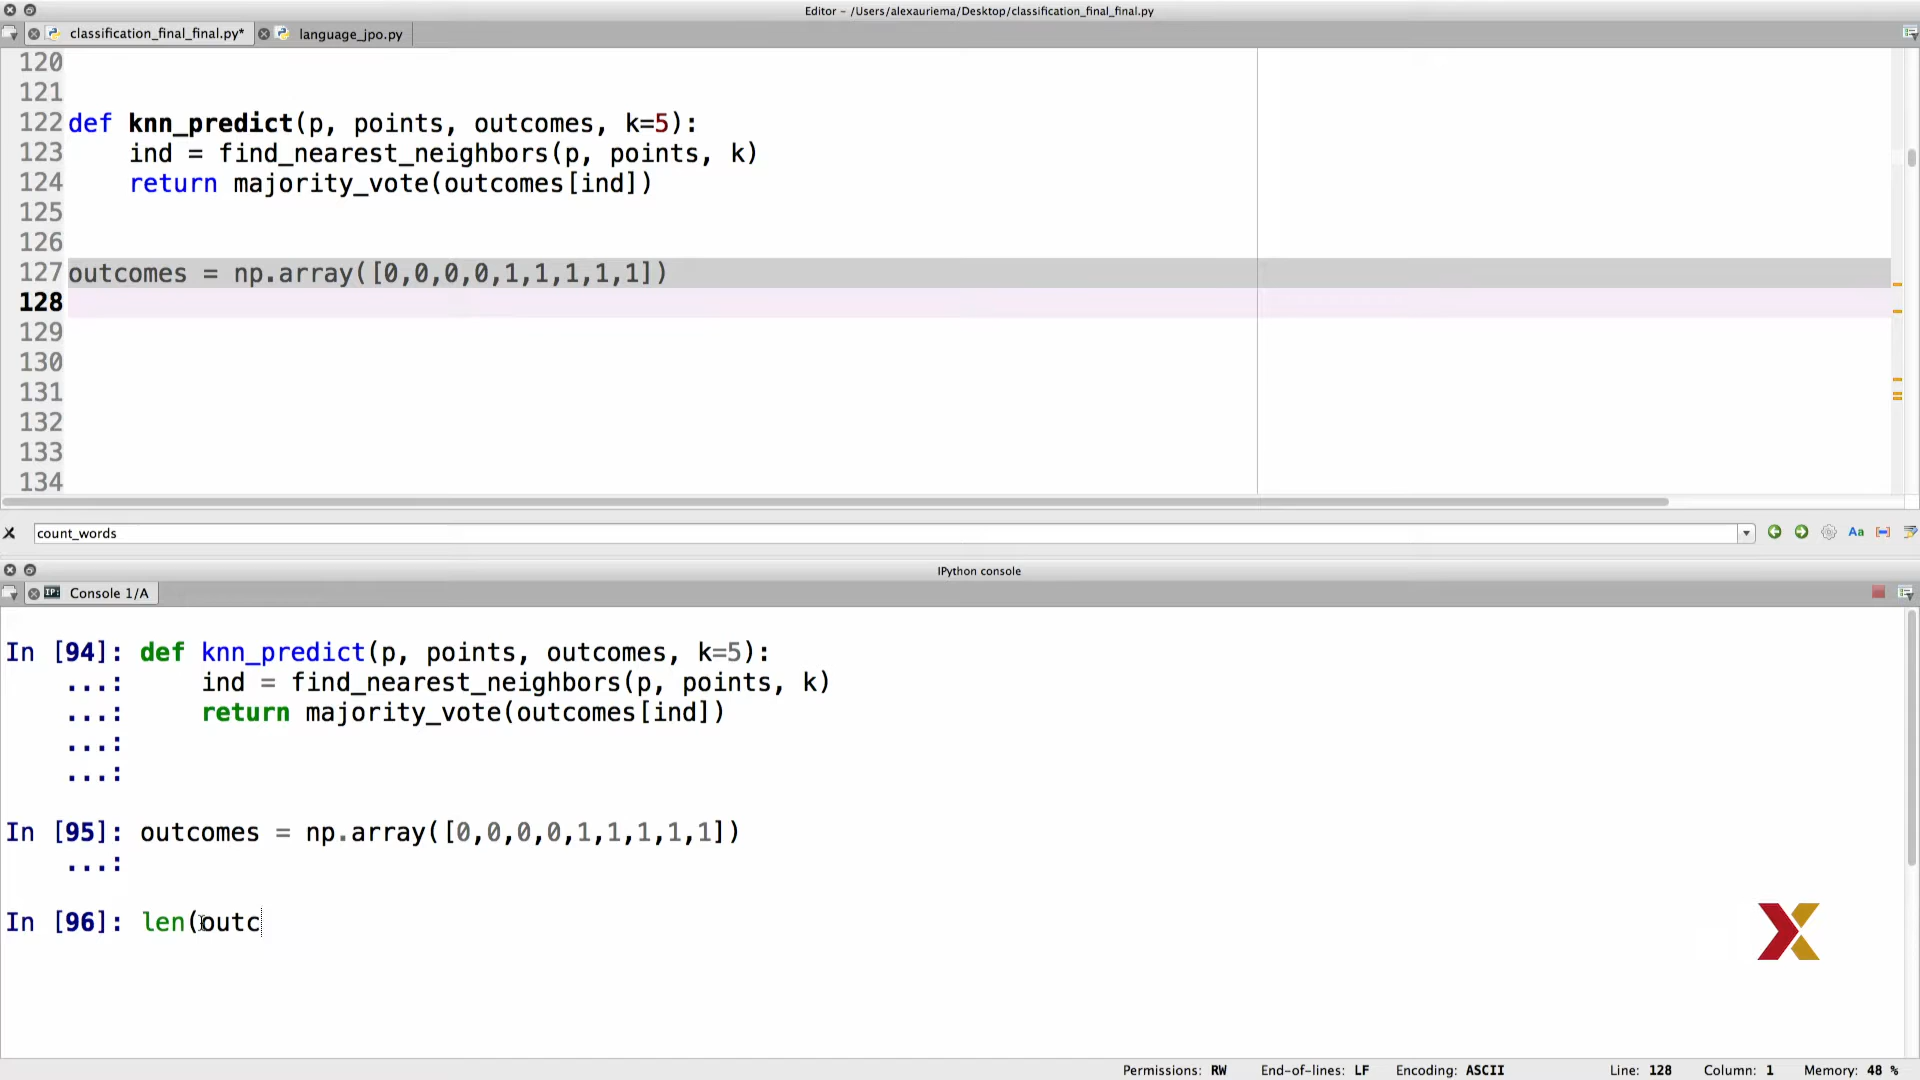 Editor – /Users/alexauriema/Desktop/classification_final_final.py
classification_final_final.py* language_jpo.py
120
121
122 def knn_predict(p, points, outcomes, k=5):
123     ind = find_nearest_neighbors(p, points, k)
124     return majority_vote(outcomes[ind])
125
126
127 outcomes = np.array([0,0,0,0,1,1,1,1,1])
128
129
130
131
132
133
134
count_words Aa
IPython console
IP: Console 1/A
In [94]: def knn_predict(p, points, outcomes, k=5):
...:     ind = find_nearest_neighbors(p, points, k)
...:     return majority_vote(outcomes[ind])
...:
...:
In [95]: outcomes = np.array([0,0,0,0,1,1,1,1,1])
...:
In [96]: len(outc
Permissions: RW End-of-lines: LF Encoding: ASCII Line: 128 Column: 1 Memory: 48 %